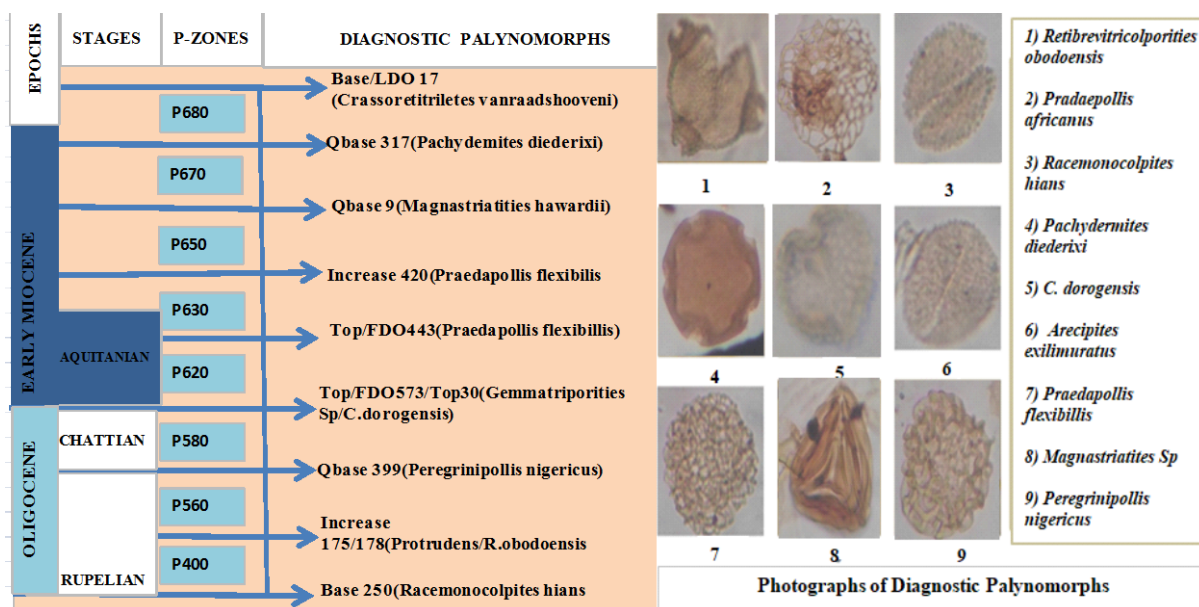 EPOCHS
STAGES
P-ZONES
DIAGNOSTIC PALYNOMORPHS
EARLY MIOCENE
OLIGOCENE
AQUITANIAN
CHATTIAN
RUPELIAN
P680
P670
P650
P630
P620
P580
P560
P400
Base/LDO 17
(Crassoretitriletes vanraadshooveni)
Qbase 317(Pachydemites diederixi)
Qbase 9(Magnastriatities hawardii)
Increase 420(Praedapollis flexibilis
Top/FDO443(Praedapollis flexibillis)
Top/FDO573/Top30(Gemmatriporities
Sp/C.dorogensis)
Qbase 399(Peregrinipollis nigericus)
Increase
175/178(Protrudens/R.obodoensis
Base 250(Racemonocolpites hians
1 2 3
4 5 6
7 8 9
Photographs of Diagnostic Palynomorphs
1) Retibrevitricolporities
obodoensis
2) Pradaepollis
africanus
3) Racemonocolpites
hians
4) Pachydermites
diederixi
5) C. dorogensis
6) Arecipites
exilimuratus
7) Praedapollis
flexibillis
8) Magnastriatites Sp
9) Peregrinipollis
nigericus